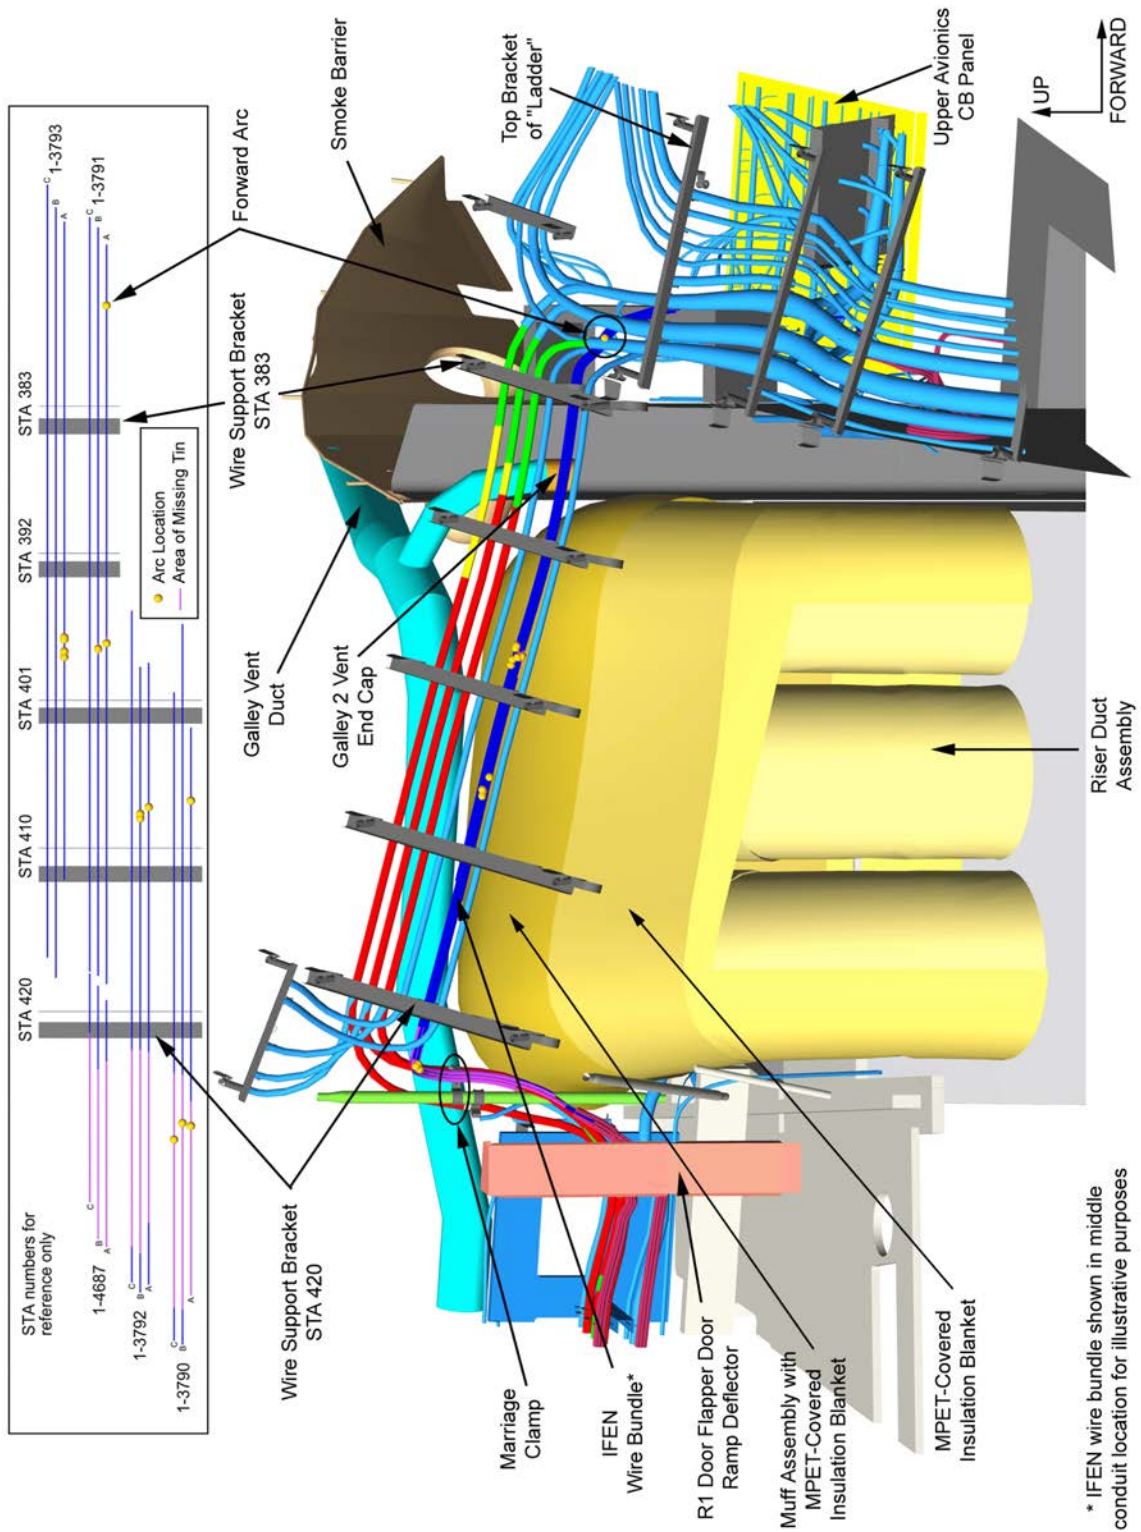 STA numbers for
reference only
STA 420
STA 410
STA 401
STA 392
STA 383
1-4687
C
B
A
1-3792
C
B
A
1-3790
C
B
A
C
B
A
1-3793
C
B
A
1-3791
Arc Location
Area of Missing Tin
Wire Support Bracket
STA 420
Galley Vent
Duct
Wire Support Bracket
STA 383
Forward Arc
Smoke Barrier
Galley 2 Vent
End Cap
Top Bracket
of "Ladder"
Marriage
Clamp
IFEN
Wire Bundle*
R1 Door Flapper Door
Ramp Deflector
Muff Assembly with
MPET-Covered
Insulation Blanket
MPET-Covered
Insulation Blanket
Riser Duct
Assembly
Upper Avionics
CB Panel
UP
FORWARD
* IFEN wire bundle shown in middle
conduit location for illustrative purposes